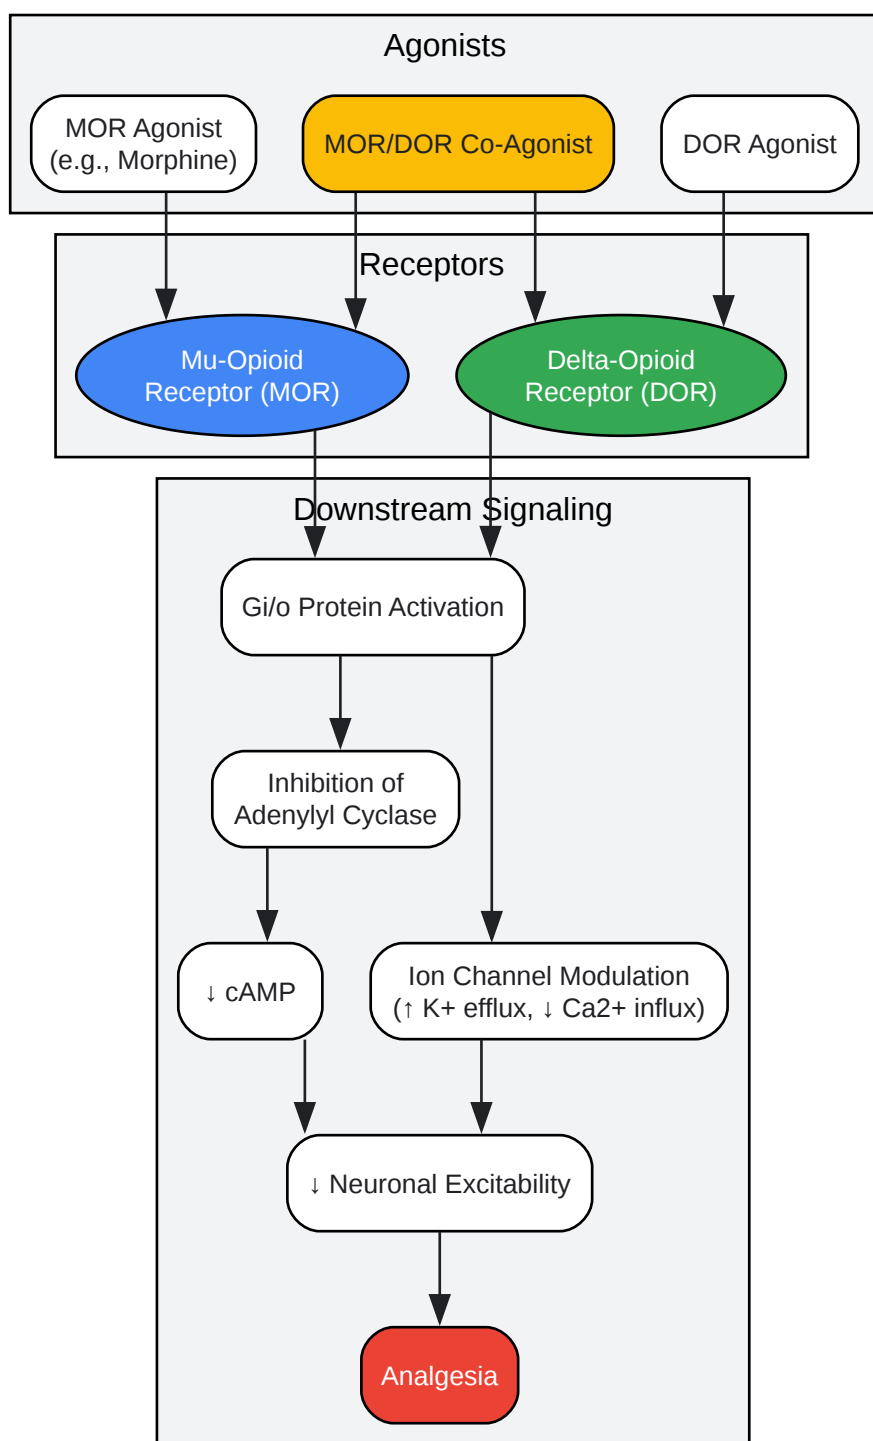 Agonists
MOR Agonist
(e.g., Morphine)
MOR/DOR Co-Agonist
DOR Agonist
Receptors
Mu-Opioid
Receptor (MOR)
Delta-Opioid
Receptor (DOR)
Downstream Signaling
Gi/o Protein Activation
Inhibition of
Adenylyl Cyclase
↓ cAMP
Ion Channel Modulation
(↑ K+ efflux, ↓ Ca2+ influx)
↓ Neuronal Excitability
Analgesia